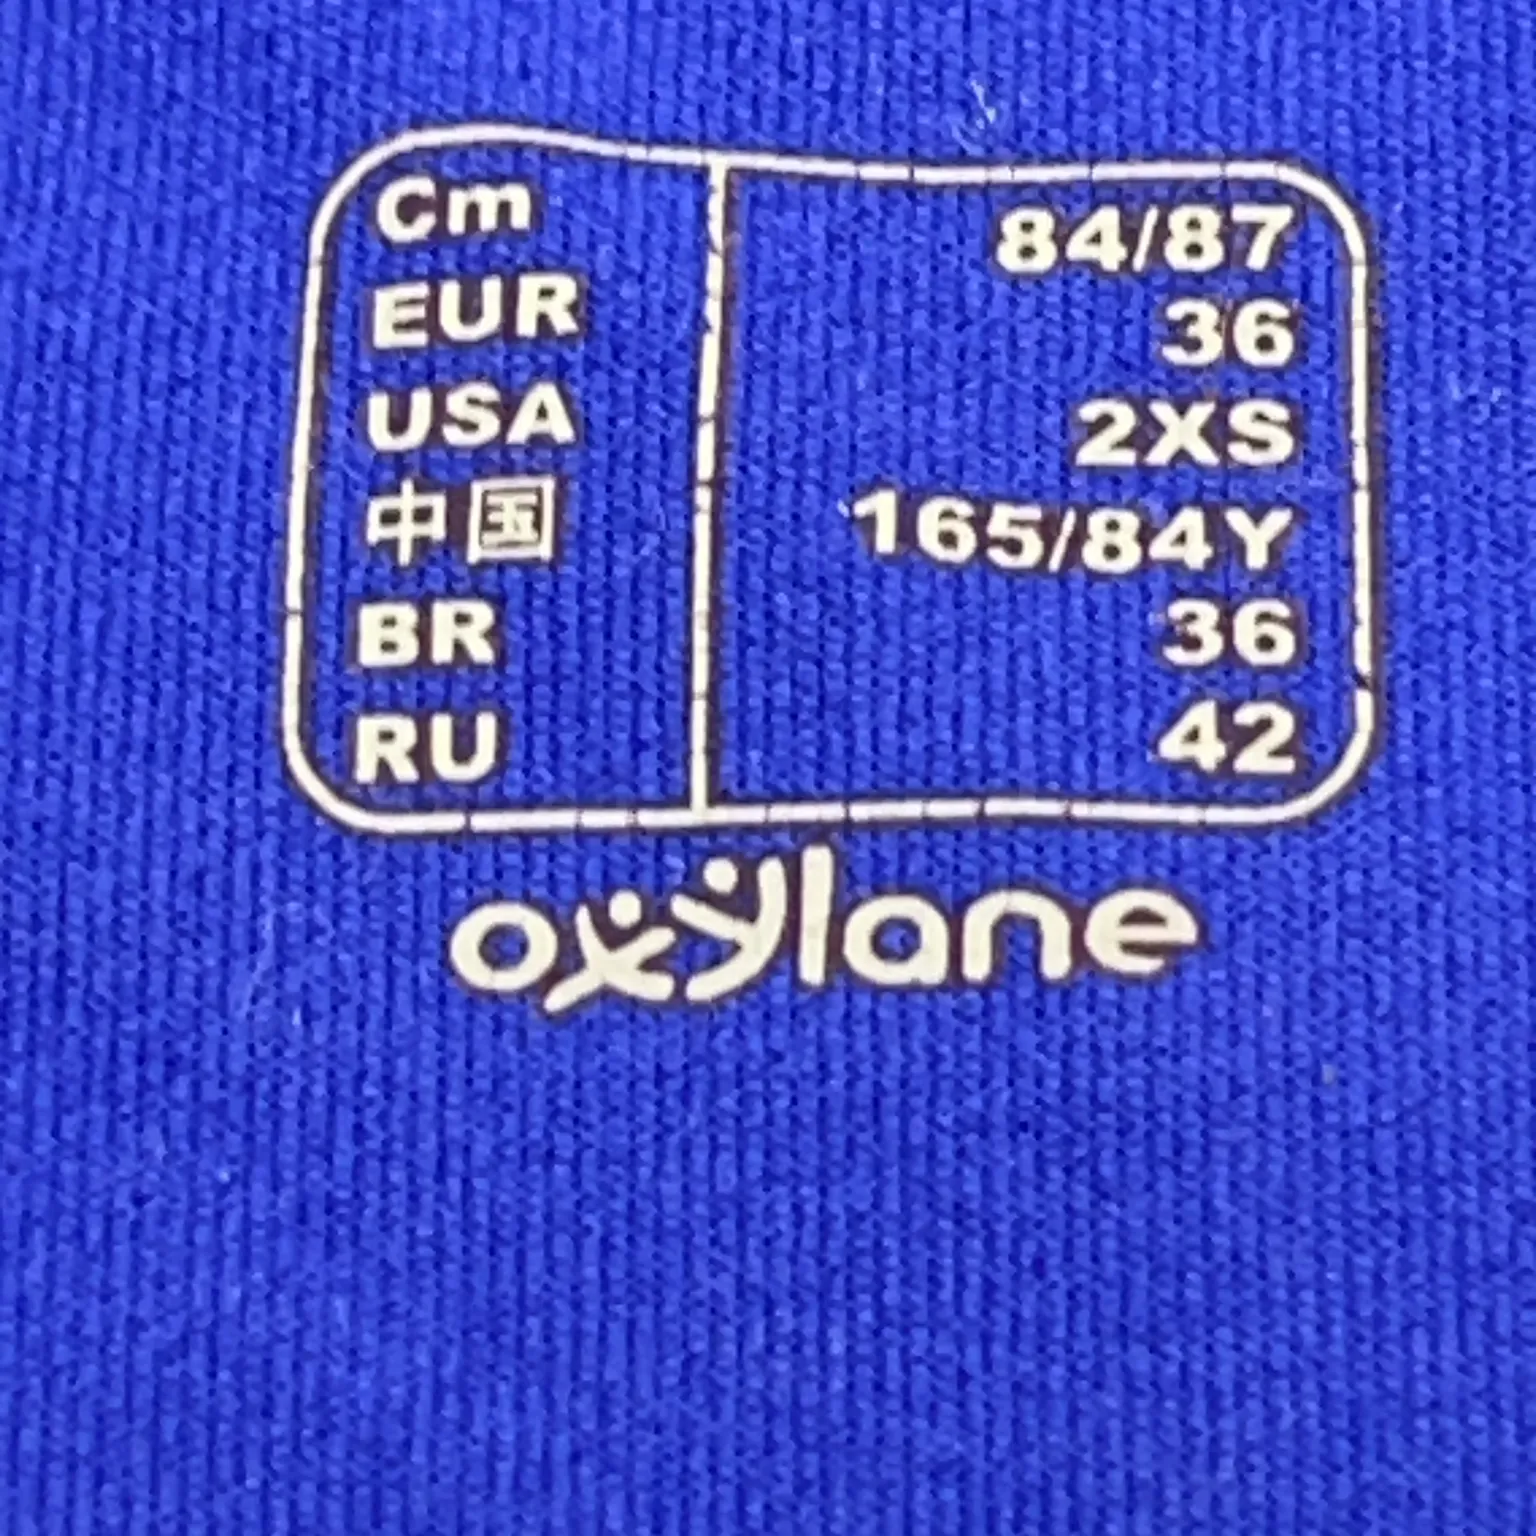 Cm 84/87
EUR 36
USA 2XS
中国 165/84Y
BR 36
RU 42
oxylane